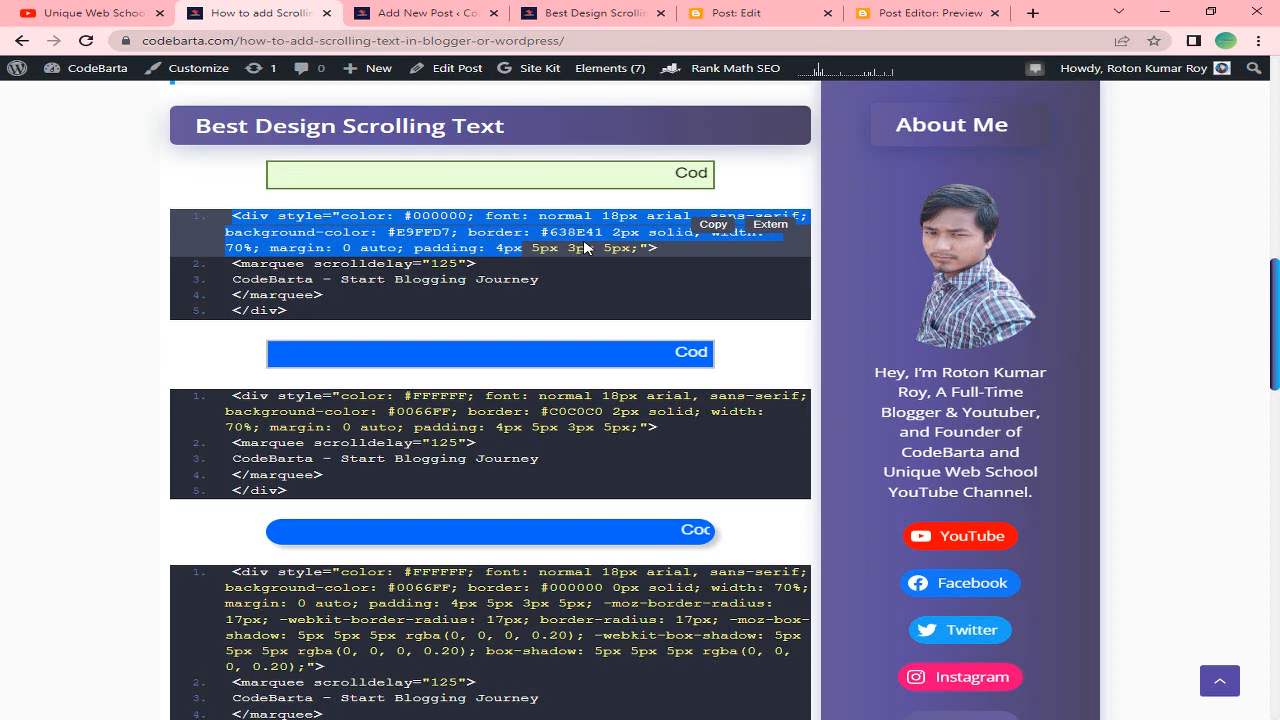 Unique Web Schoo
How to add Scrollin
Add New Post ‹ Co
Best Design Scrollin
Post: Edit
Post Editor: Preview
codebarta.com/how-to-add-scrolling-text-in-blogger-or-wordpress/
CodeBarta
Customize
1
0
New
Edit Post
Site Kit
Elements (7)
Rank Math SEO
Howdy, Roton Kumar Roy
Best Design Scrolling Text
Cod
1. <div style="color: #000000; font: normal 18px arial, sans-serif;
background-color: #E9FFD7; border: #638E41 2px solid; width:
70%; margin: 0 auto; padding: 4px 5px 3px 5px;">
Copy
Extern
2. <marquee scrolldelay="125">
3. CodeBarta - Start Blogging Journey
4. </marquee>
5. </div>
Cod
1. <div style="color: #FFFFFF; font: normal 18px arial, sans-serif;
background-color: #0066FF; border: #C0C0C0 2px solid; width:
70%; margin: 0 auto; padding: 4px 5px 3px 5px;">
2. <marquee scrolldelay="125">
3. CodeBarta - Start Blogging Journey
4. </marquee>
5. </div>
Coc
1. <div style="color: #FFFFFF; font: normal 18px arial, sans-serif;
background-color: #0066FF; border: #000000 0px solid; width: 70%;
margin: 0 auto; padding: 4px 5px 3px 5px; -moz-border-radius:
17px; -webkit-border-radius: 17px; border-radius: 17px; -moz-box-
shadow: 5px 5px 5px rgba(0, 0, 0, 0.20); -webkit-box-shadow: 5px
5px 5px rgba(0, 0, 0, 0.20); box-shadow: 5px 5px 5px rgba(0, 0,
0, 0.20);">
2. <marquee scrolldelay="125">
3. CodeBarta - Start Blogging Journey
4. </marquee>
About Me
Hey, I'm Roton Kumar
Roy, A Full-Time
Blogger & Youtuber,
and Founder of
CodeBarta and
Unique Web School
YouTube Channel.
YouTube
Facebook
Twitter
Instagram